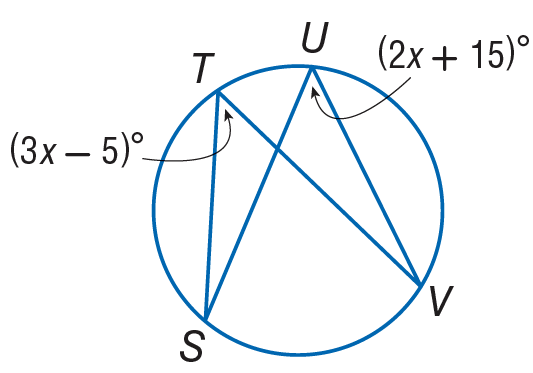 U
(2x + 15)°
T
(3x – 5)°
V
S